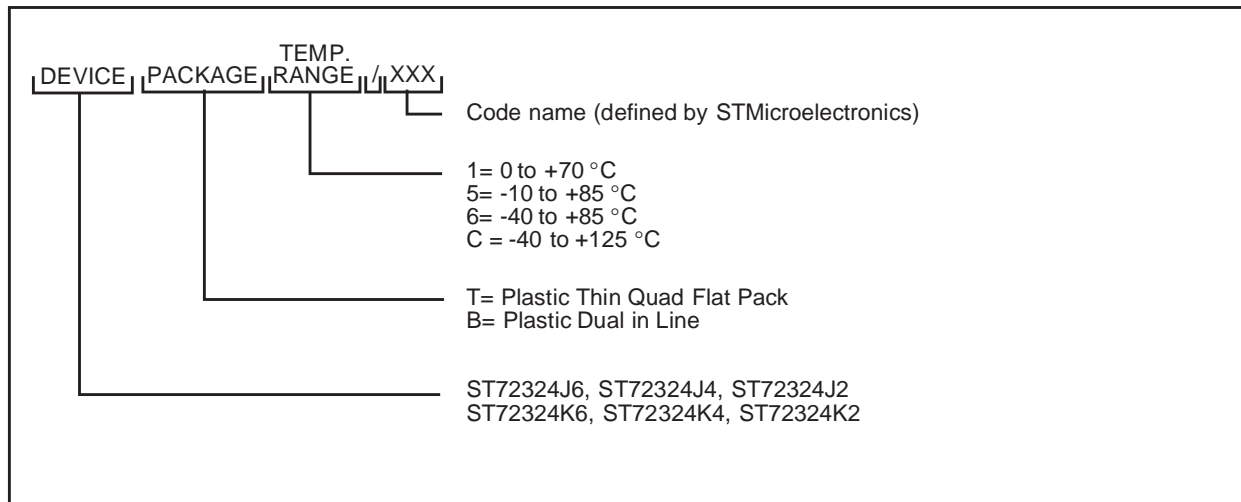 TEMP.
DEVICE PACKAGE RANGE / XXX
Code name (defined by STMicroelectronics)
1= 0 to +70 °C
5= -10 to +85 °C
6= -40 to +85 °C
C = -40 to +125 °C
T= Plastic Thin Quad Flat Pack
B= Plastic Dual in Line
ST72324J6, ST72324J4, ST72324J2
ST72324K6, ST72324K4, ST72324K2